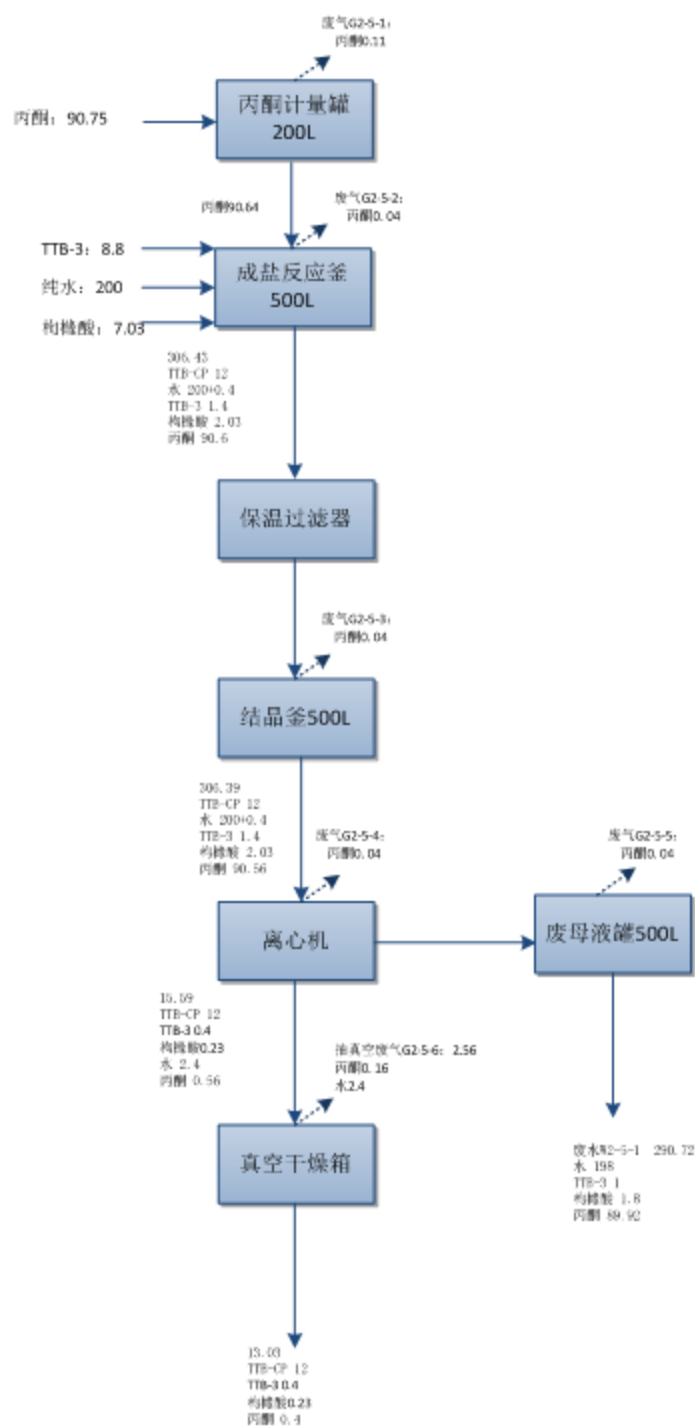 废气G2-5-1：
丙酮0.11
丙酮：90.75
丙酮计量罐
200L
丙酮90.64
废气G2-5-2：
丙酮0.04
TTB-3：8.8
纯水：200
枸橼酸：7.03
成盐反应釜
500L
306.43
TTB-CP 12
水 200+0.4
TTB-3 1.4
枸橼酸 2.03
丙酮 90.6
保温过滤器
废气G2-5-3：
丙酮0.04
结晶釜500L
306.39
TTB-CP 12
水 200+0.4
TTB-3 1.4
枸橼酸 2.03
丙酮 90.56
废气G2-5-4：
丙酮0.04
废气G2-5-5：
丙酮0.04
离心机
废母液罐500L
15.59
TTB-CP 12
TTB-3 0.4
枸橼酸0.23
水 2.4
丙酮 0.56
抽真空废气G2-5-6：2.56
丙酮0.16
水2.4
真空干燥箱
废水W2-5-1 290.72
水 198
TTB-3 1
枸橼酸 1.8
丙酮 89.92
13.03
TTB-CP 12
TTB-3 0.4
枸橼酸0.23
丙酮 0.4